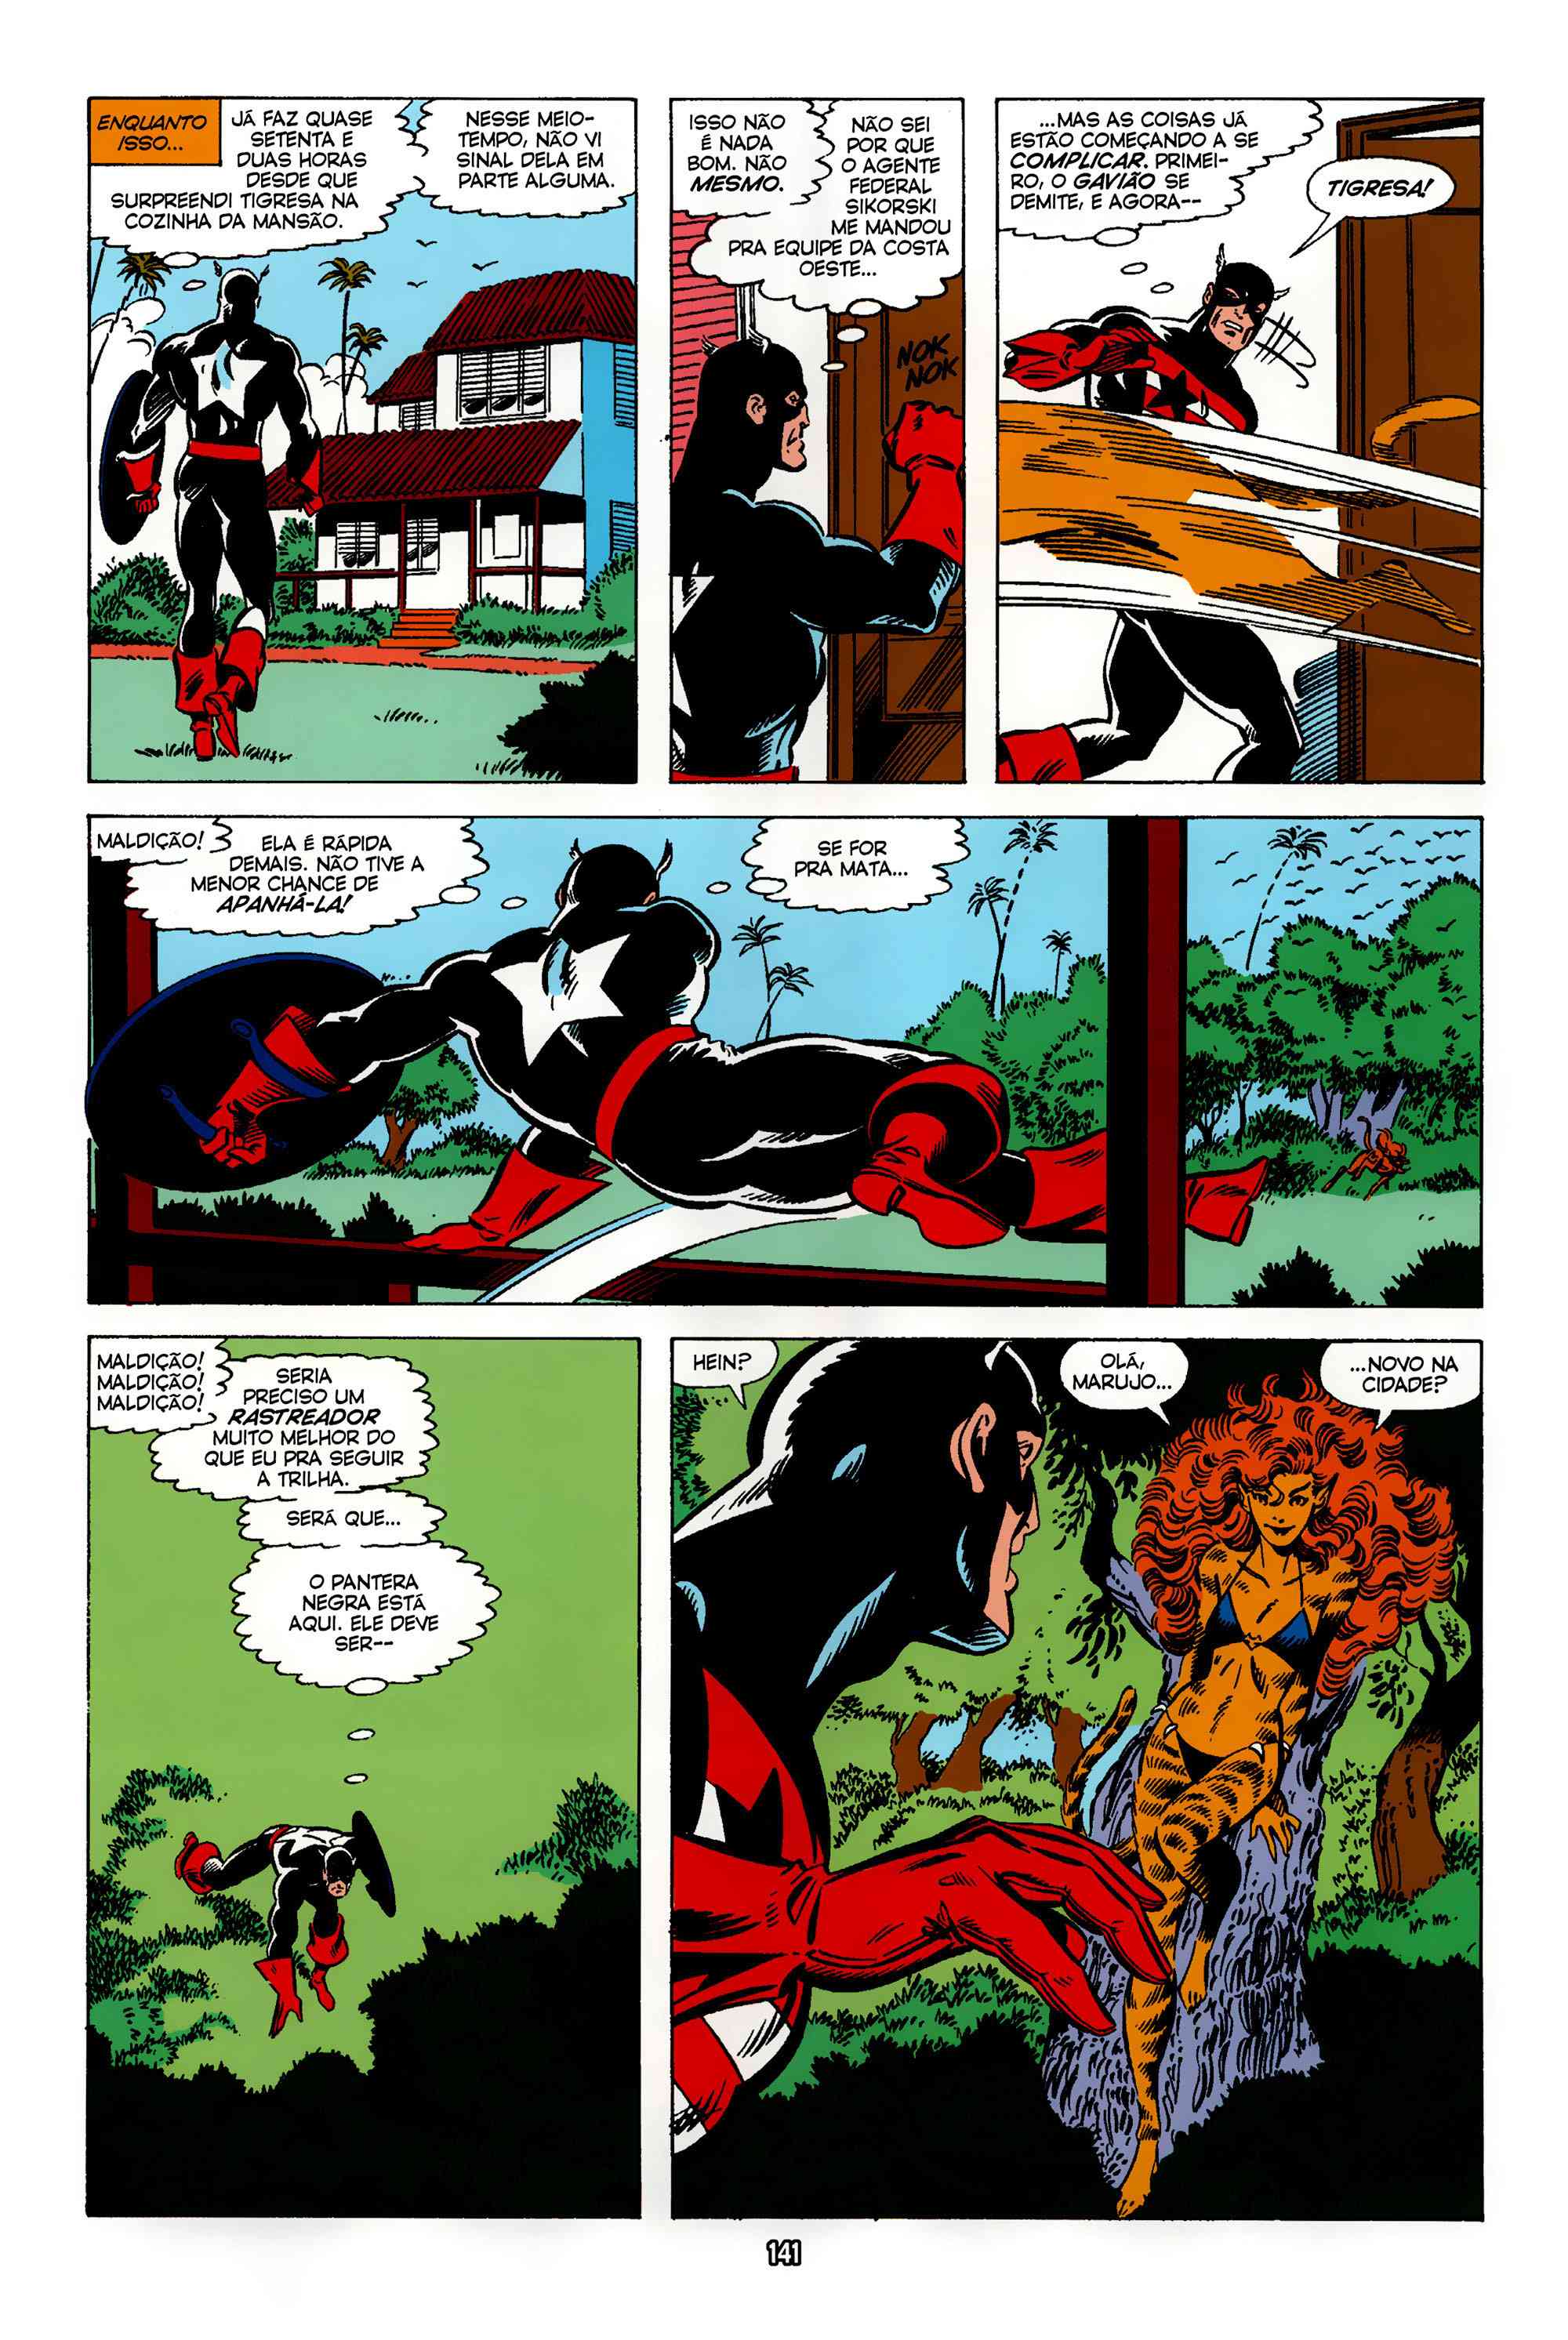 ENQUANTO
ISSO...
JÁ FAZ QUASE
SETENTA E
DUAS HORAS
DESDE QUE
SURPREENDI TIGRESA NA
COZINHA DA MANSÃO.
NESSE MEIO-
TEMPO, NÃO VI
SINAL DELA EM
PARTE ALGUMA.
ISSO NÃO
É NADA
BOM. NÃO
MESMO.
NÃO SEI
POR QUE
O AGENTE
FEDERAL
SIKORSKI
ME MANDOU
PRA EQUIPE DA COSTA
OESTE...
NOK
NOK
...MAS AS COISAS JÁ
ESTÃO COMEÇANDO A SE
COMPLICAR. PRIMEI-
RO, O GAVIÃO SE
DEMITE, E AGORA--
TIGRESA!
MALDIÇÃO!
ELA É RÁPIDA
DEMAIS. NÃO TIVE A
MENOR CHANCE DE
APANHÁ-LA!
SE FOR
PRA MATA...
MALDIÇÃO!
MALDIÇÃO!
MALDIÇÃO!
SERIA
PRECISO UM
RASTREADOR
MUITO MELHOR DO
QUE EU PRA SEGUIR
A TRILHA.
SERÁ QUE...
O PANTERA
NEGRA ESTÁ
AQUI. ELE DEVE
SER--
HEIN?
OLÁ,
MARUJO...
...NOVO NA
CIDADE?
141